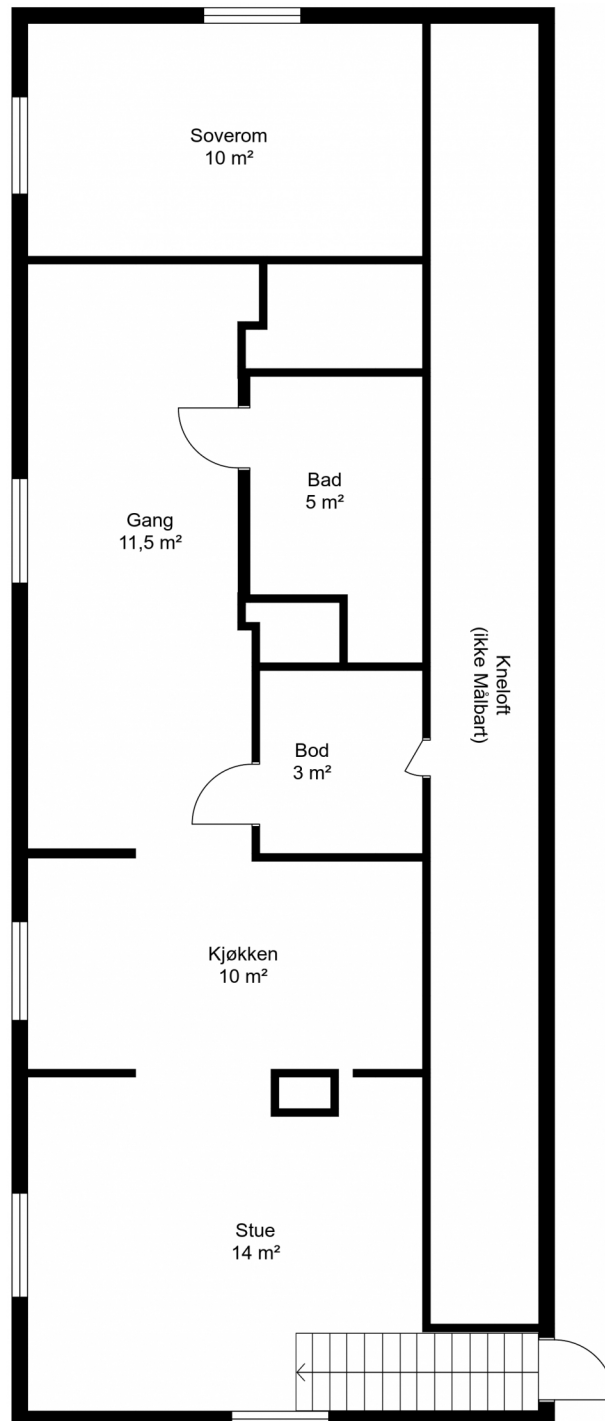 Soverom
10 m²
Bad
5 m²
Gang
11,5 m²
Kneloft
(ikke Målbart)
Bod
3 m²
Kjøkken
10 m²
Stue
14 m²